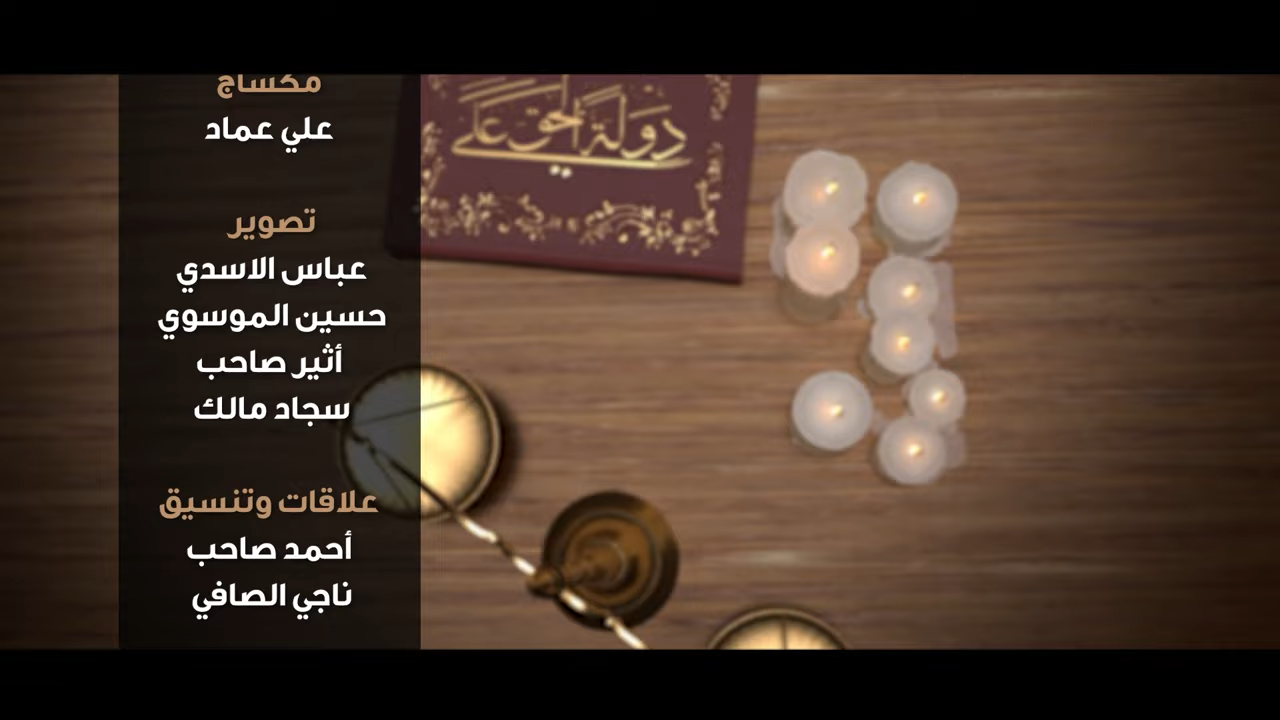 مكساج
علي عماد
تصوير
عباس الاسدي
حسين الموسوي
أثير صاحب
سجاد مالك
علاقات وتنسيق
أحمد صاحب
ناجي الصافي
دولة الحق علي